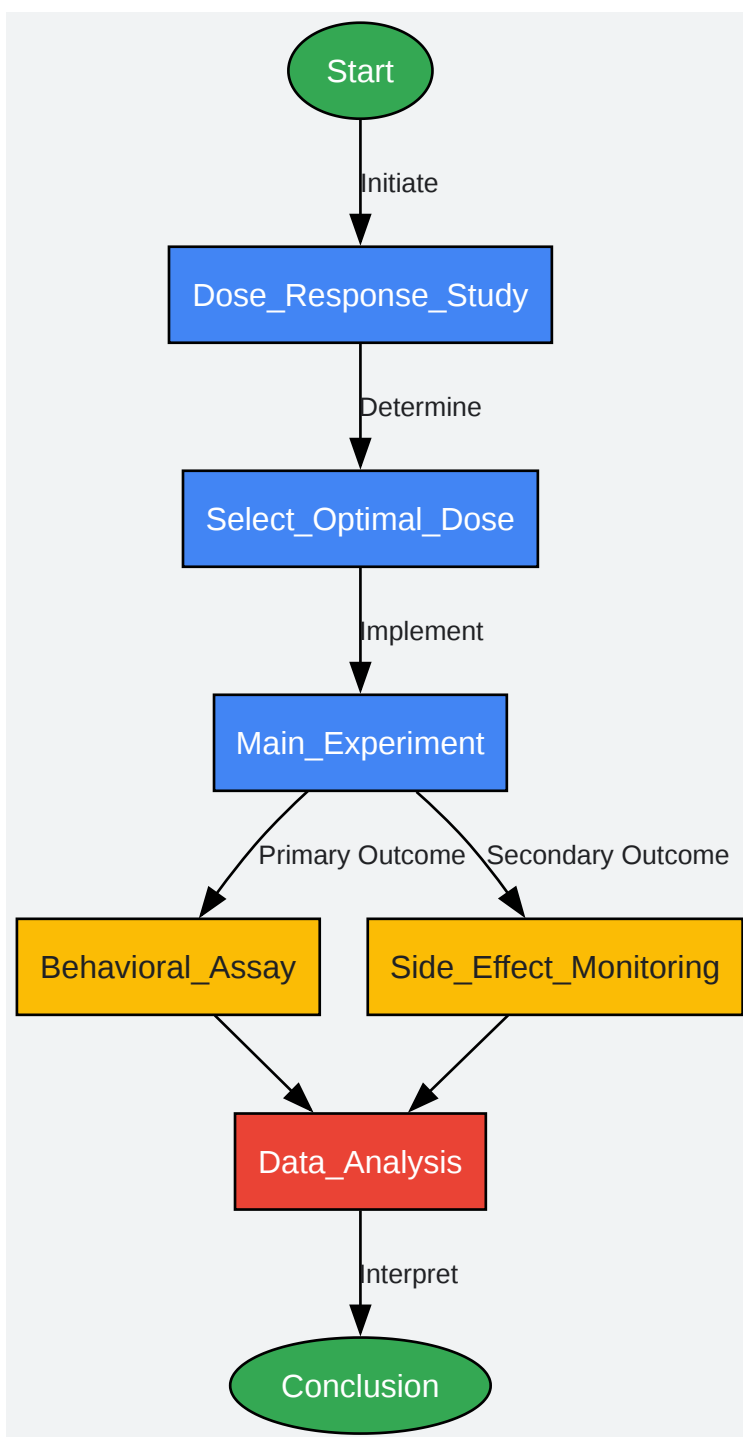 Start
Initiate
Dose_Response_Study
Determine
Select_Optimal_Dose
Implement
Main_Experiment
Primary Outcome
Secondary Outcome
Behavioral_Assay
Side_Effect_Monitoring
Data_Analysis
Interpret
Conclusion